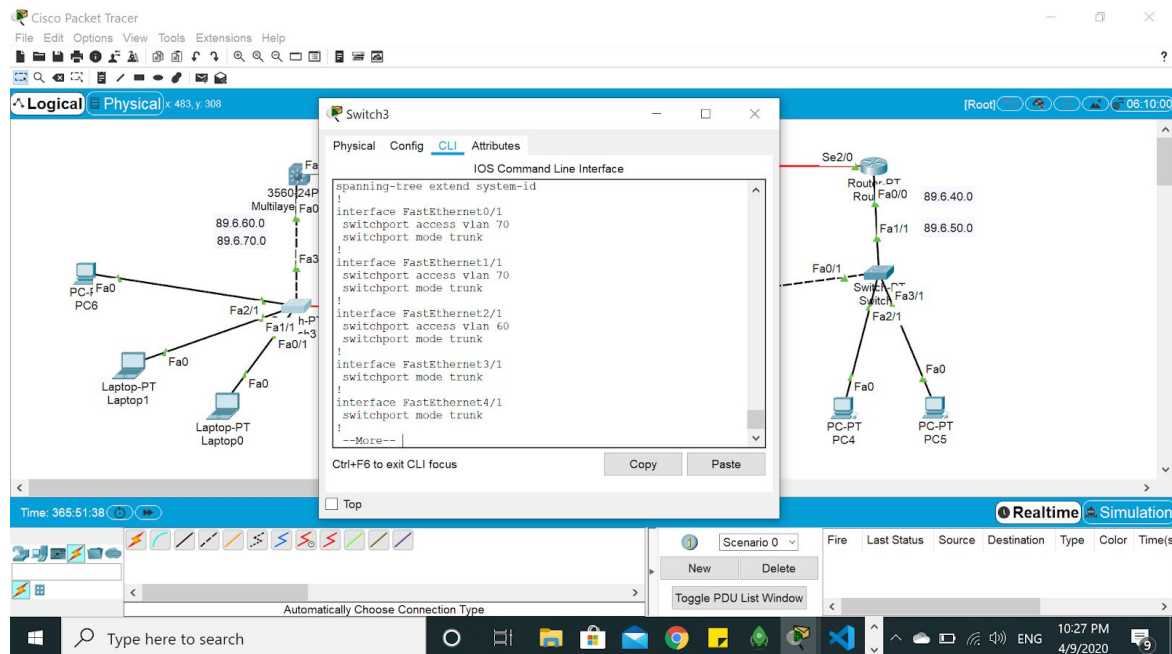 Cisco Packet Tracer
File Edit Options View Tools Extensions Help
?
Logical Physical x: 483, y: 308
[Root] 06:10:00
Switch3
Physical Config CLI Attributes
IOS Command Line Interface
spanning-tree extend system-id
!
interface FastEthernet0/1
switchport access vlan 70
switchport mode trunk
!
interface FastEthernet1/1
switchport access vlan 70
switchport mode trunk
!
interface FastEthernet2/1
switchport access vlan 60
switchport mode trunk
!
interface FastEthernet3/1
switchport mode trunk
!
interface FastEthernet4/1
switchport mode trunk
!
--More--
Ctrl+F6 to exit CLI focus
Copy Paste
Top
Fa
3560-24P
Multilaye Fa0
89.6.60.0
89.6.70.0
Fa3
Fa0
PC6
Fa2/1
Fa1/1
Fa0/1
Fa0
Laptop-PT
Laptop1
Fa0
Laptop-PT
Laptop0
Se2/0
Rou Fa0/0 89.6.40.0
Fa1/1 89.6.50.0
Fa0/1
Switch Fa3/1
Fa2/1
Fa0
Fa0
PC-PT
PC4
PC-PT
PC5
Time: 365:51:38
Realtime Simulation
Scenario 0
New Delete
Toggle PDU List Window
Fire Last Status Source Destination Type Color Time(s
Automatically Choose Connection Type
Type here to search
ENG
10:27 PM
4/9/2020
9